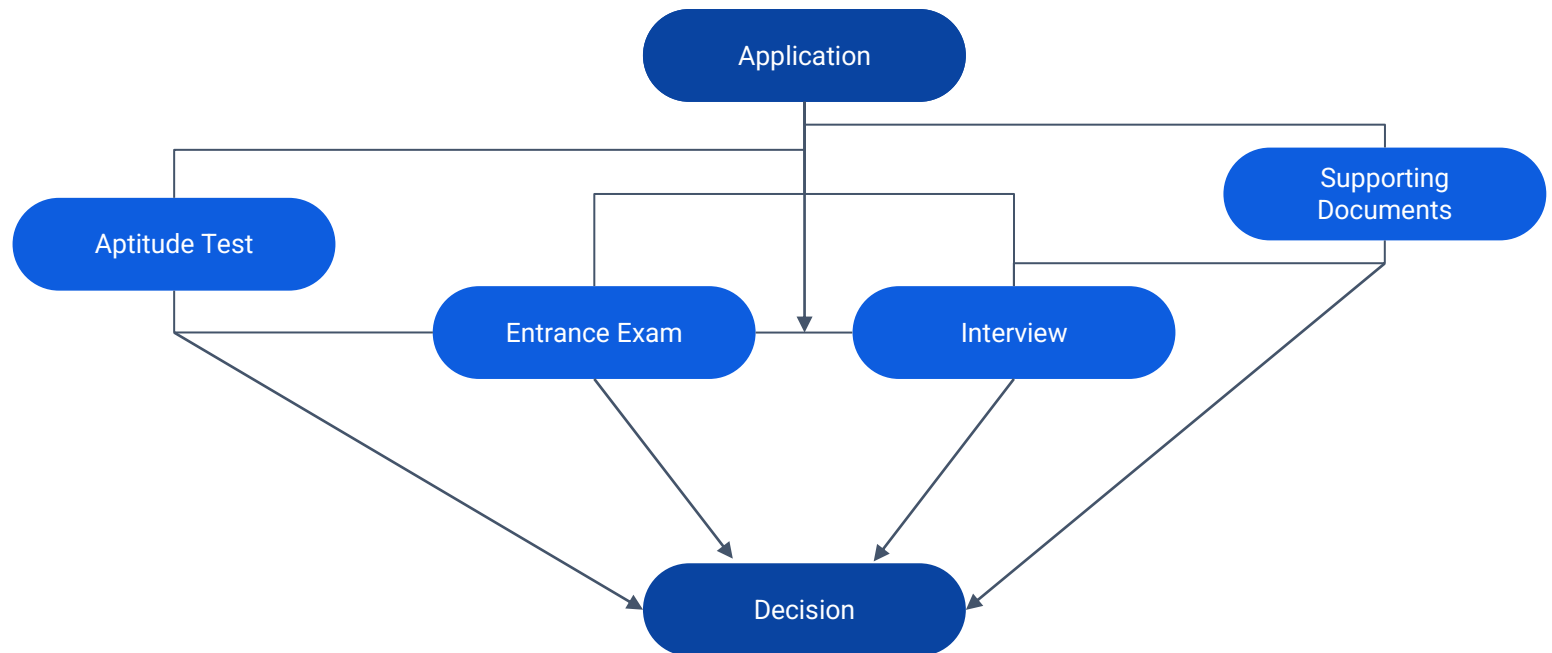 Application
Supporting
Documents
Aptitude Test
Entrance Exam
Interview
Decision